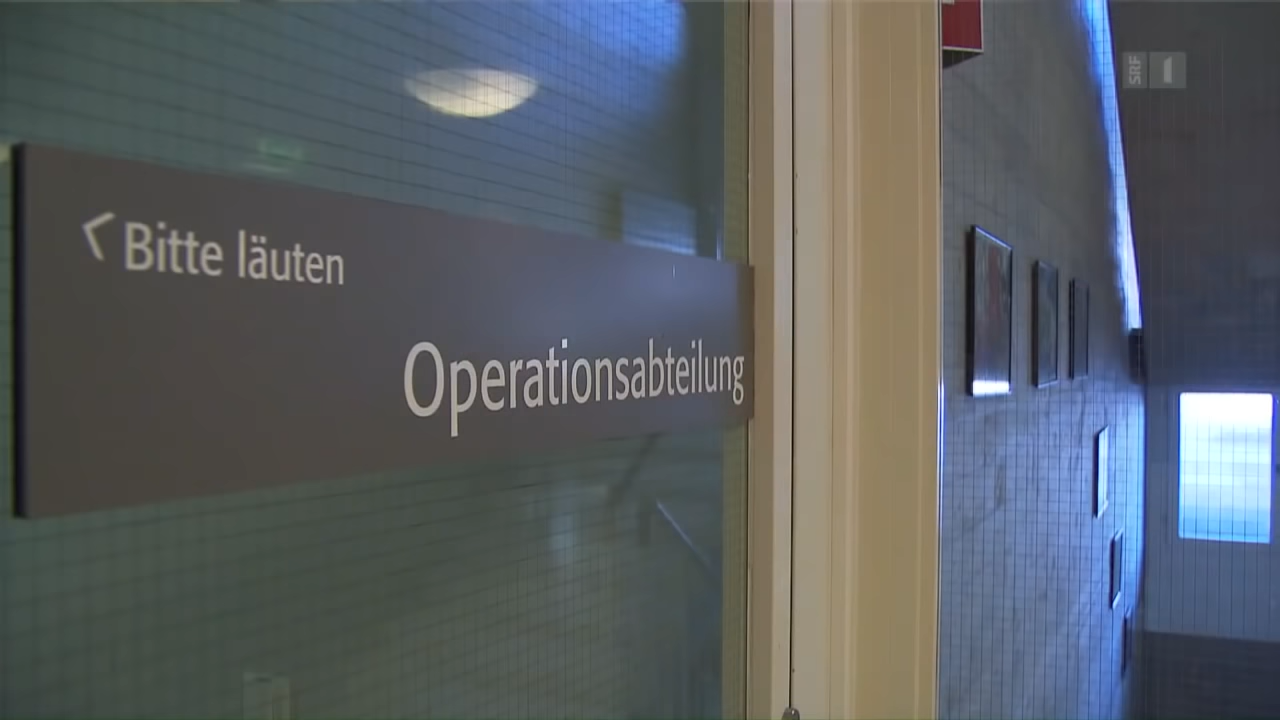 < Bitte läuten
Operationsabteilung
SRF 1